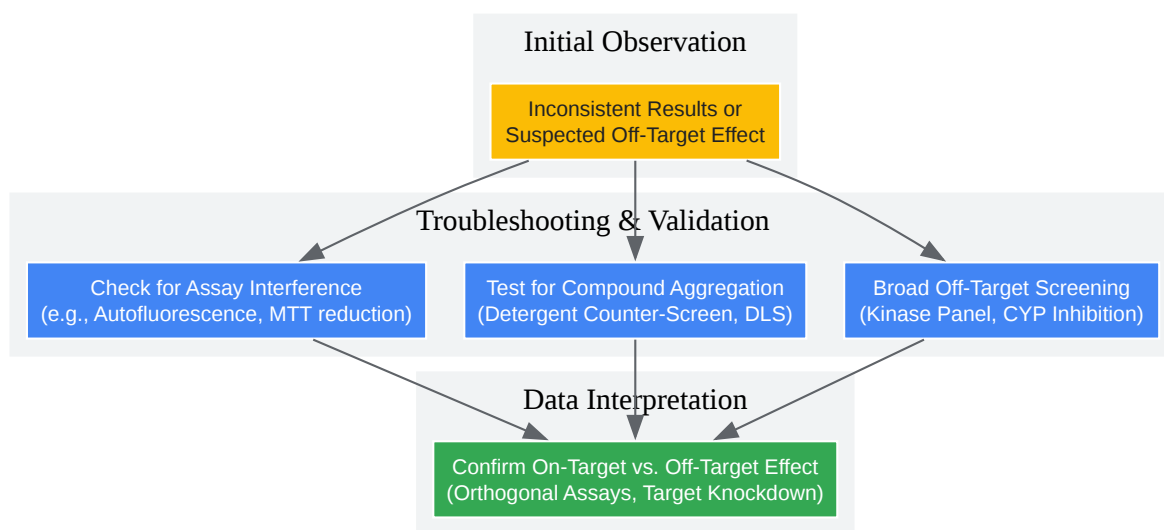 Initial Observation
Inconsistent Results or
Suspected Off-Target Effect
Troubleshooting & Validation
Check for Assay Interference
(e.g., Autofluorescence, MTT reduction)
Test for Compound Aggregation
(Detergent Counter-Screen, DLS)
Broad Off-Target Screening
(Kinase Panel, CYP Inhibition)
Data Interpretation
Confirm On-Target vs. Off-Target Effect
(Orthogonal Assays, Target Knockdown)